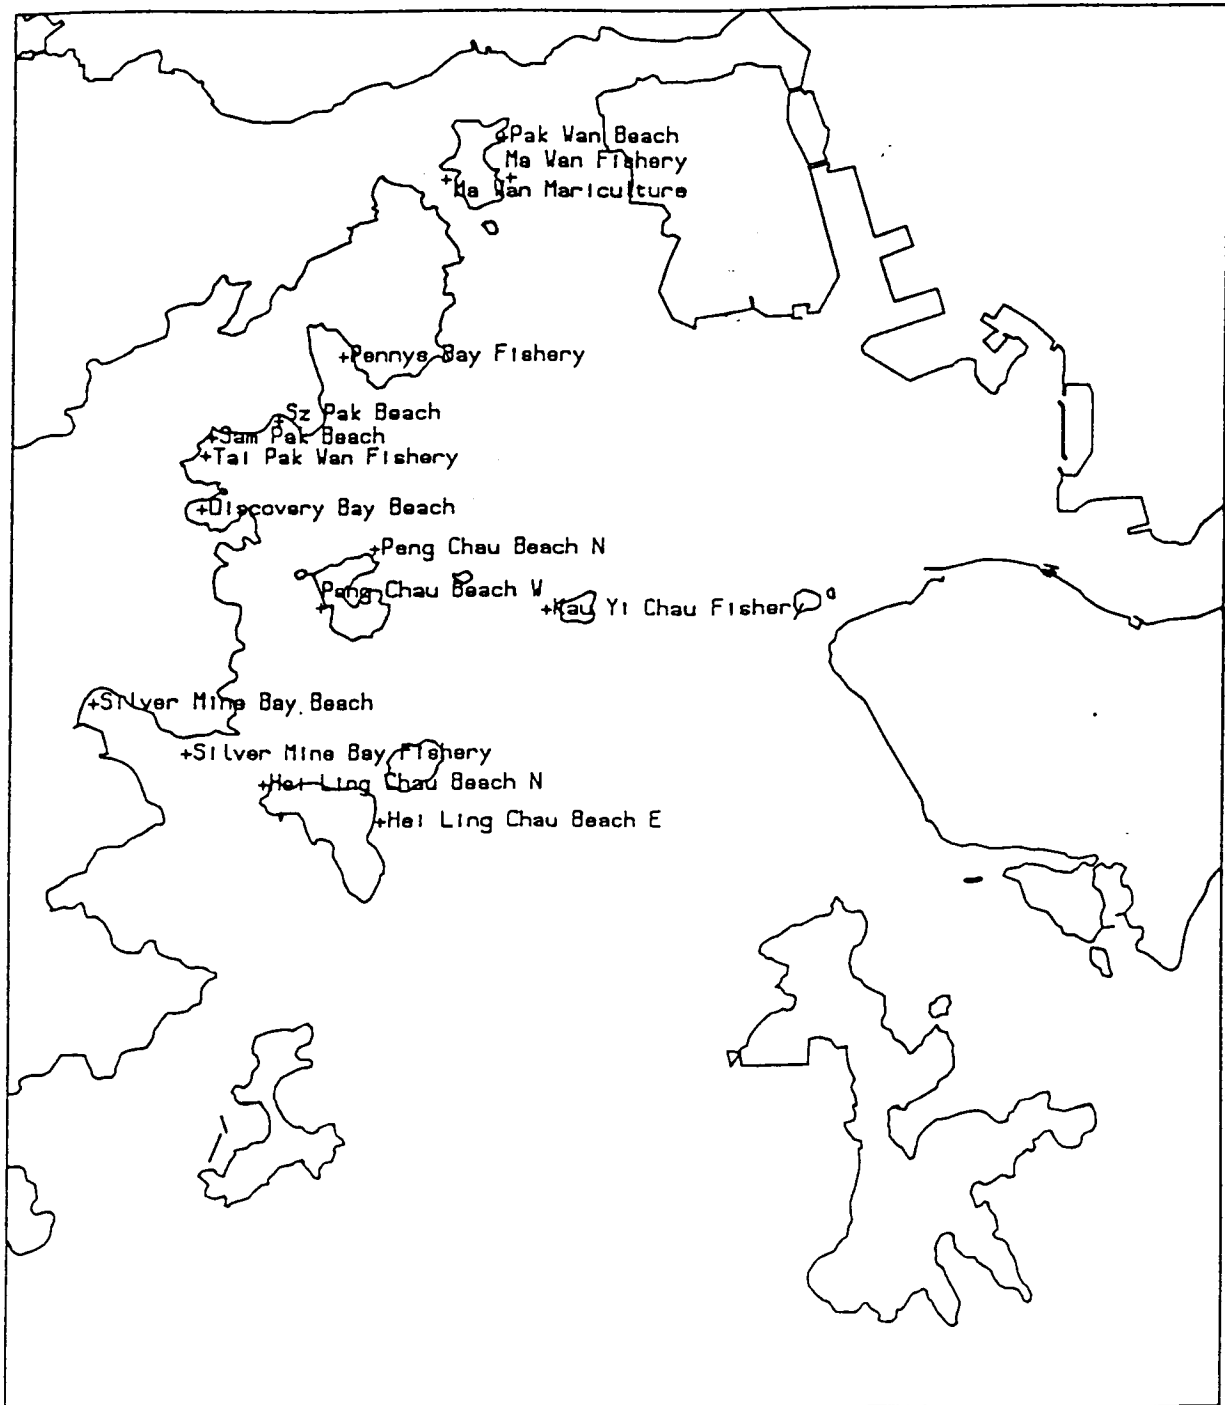 +Pak Wan Beach
Ma Wan Fishery
+Ma Wan Mariculture
+Pennys Bay Fishery
+Sz Pak Beach
+Sam Pak Beach
+Tai Pak Wan Fishery
+Discovery Bay Beach
+Peng Chau Beach N
Peng Chau Beach W
+Kau Yi Chau Fishery
+Silver Mine Bay Beach
+Silver Mine Bay Fishery
+Hei Ling Chau Beach N
+Hei Ling Chau Beach E